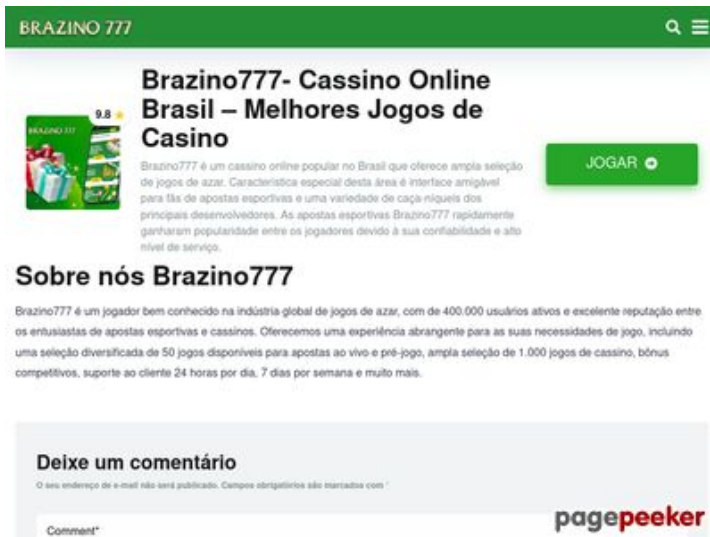 BRAZINO 777
Brazino777- Cassino Online
Brasil – Melhores Jogos de
Casino
9.8
BRAZINO 777
Brazino777 é um cassino online popular no Brasil que oferece ampla seleção
de jogos de azar. Característica especial desta área é interface amigável
para fãs de apostas esportivas e uma variedade de caça-níqueis dos
principais desenvolvedores. As apostas esportivas Brazino777 rapidamente
ganharam popularidade entre os jogadores devido à sua confiabilidade e alto
nível de serviço.
JOGAR
Sobre nós Brazino777
Brazino777 é um jogador bem conhecido na indústria global de jogos de azar, com de 400.000 usuários ativos e excelente reputação entre
os entusiastas de apostas esportivas e cassinos. Oferecemos uma experiência abrangente para as suas necessidades de jogo, incluindo
uma seleção diversificada de 50 jogos disponíveis para apostas ao vivo e pré-jogo, ampla seleção de 1.000 jogos de cassino, bônus
competitivos, suporte ao cliente 24 horas por dia, 7 dias por semana e muito mais.
Deixe um comentário
O seu endereço de e-mail não será publicado. Campos obrigatórios são marcados com *
Comment*
pagepeeker